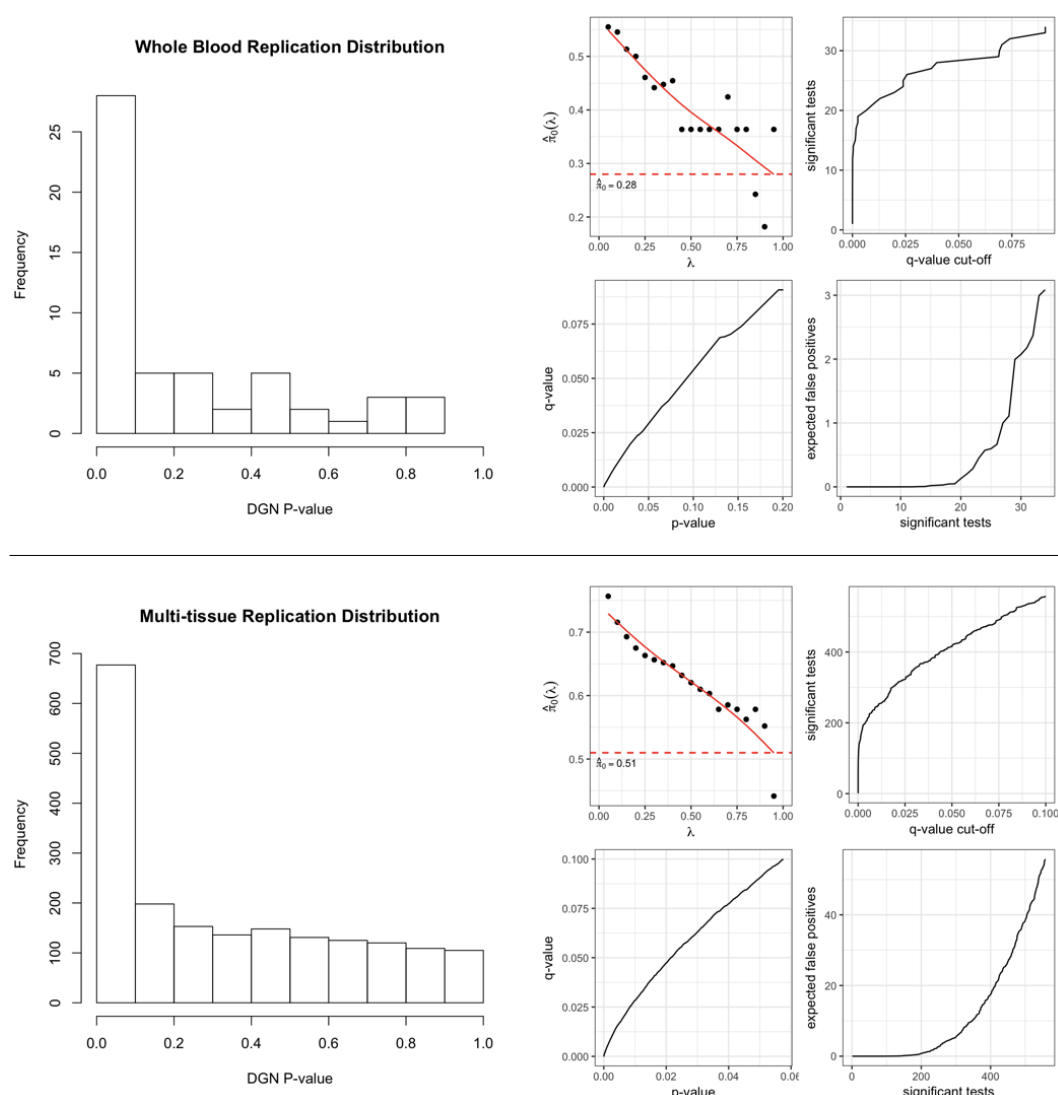 Whole Blood Replication Distribution
Frequency
0 5 10 15 20 25
0.0 0.2 0.4 0.6 0.8 1.0
DGN P-value
π̂₀(λ)
0.5
0.4
0.3
0.2
π̂₀ = 0.28
0.00 0.25 0.50 0.75 1.00
λ
significant tests
30
20
10
0
0.000 0.025 0.050 0.075
q-value cut-off
q-value
0.075
0.050
0.025
0.000
0.00 0.05 0.10 0.15 0.20
p-value
expected false positives
3
2
1
0
10 20 30
significant tests
Multi-tissue Replication Distribution
Frequency
0 100 200 300 400 500 600 700
0.0 0.2 0.4 0.6 0.8 1.0
DGN P-value
π̂₀(λ)
0.7
0.6
0.5
π̂₀ = 0.51
0.00 0.25 0.50 0.75 1.00
λ
significant tests
400
200
0
0.000 0.025 0.050 0.075 0.100
q-value cut-off
q-value
0.100
0.075
0.050
0.025
0.000
0.00 0.02 0.04 0.06
p-value
expected false positives
40
20
0
0 200 400
significant tests